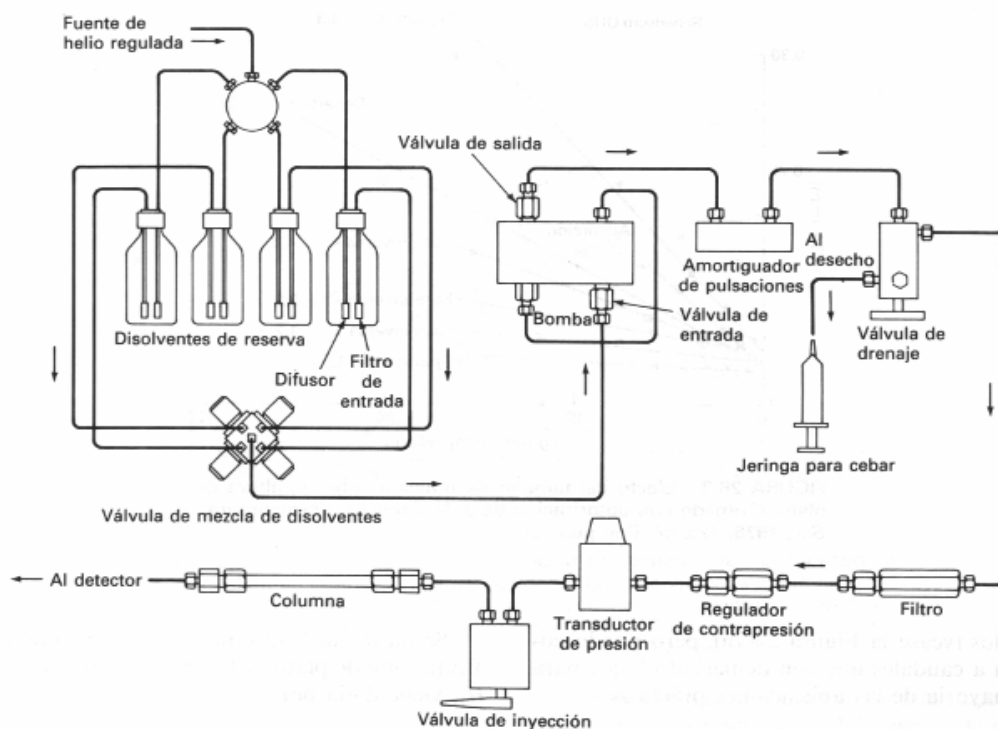 Fuente de
helio regulada
Válvula de salida
Al
desecho
Amortiguador
de pulsaciones
Bomba
Válvula de
entrada
Válvula de
drenaje
Disolventes de reserva
Difusor
Filtro
de
entrada
Jeringa para cebar
Válvula de mezcla de disolventes
Al detector
Columna
Transductor
de presión
Regulador
de contrapresión
Filtro
Válvula de inyección